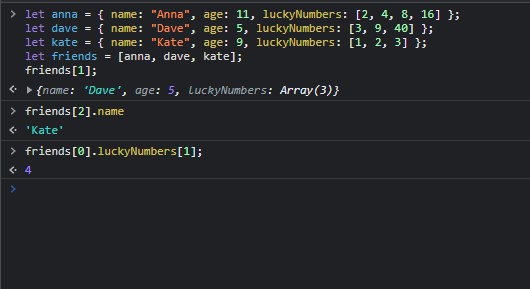 let anna = { name: "Anna", age: 11, luckyNumbers: [2, 4, 8, 16] };
let dave = { name: "Dave", age: 5, luckyNumbers: [3, 9, 40] };
let kate = { name: "Kate", age: 9, luckyNumbers: [1, 2, 3] };
let friends = [anna, dave, kate];
friends[1];
{name: 'Dave', age: 5, luckyNumbers: Array(3)}
friends[2].name
'Kate'
friends[0].luckyNumbers[1];
4